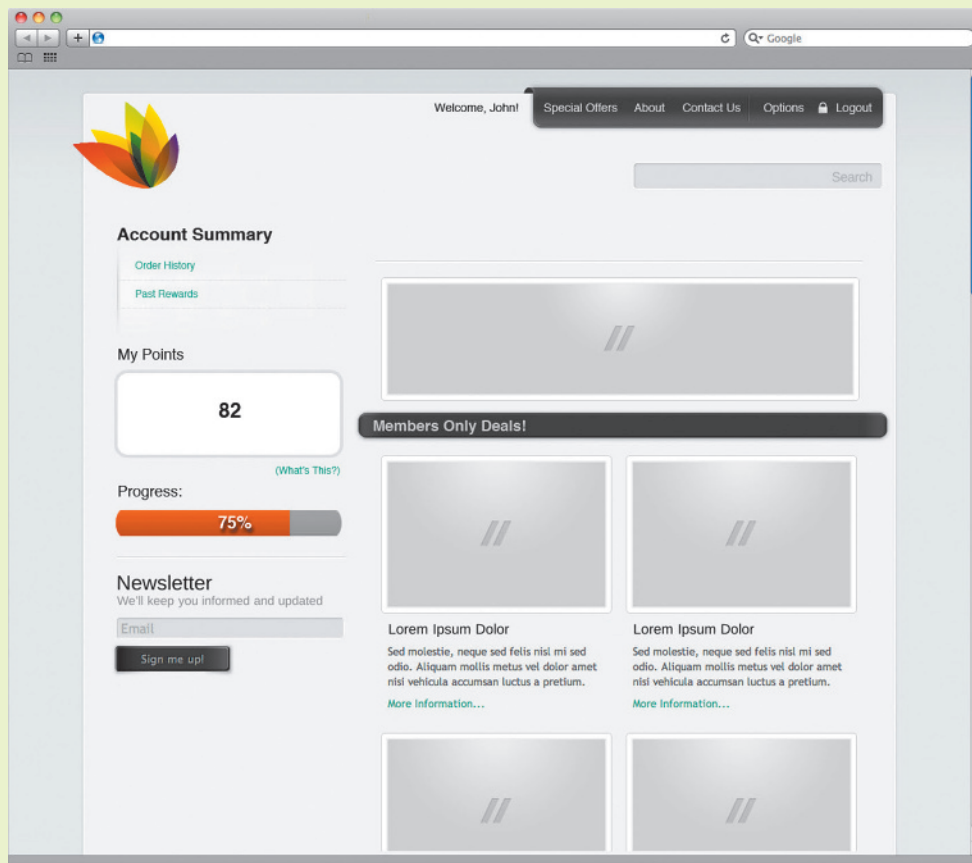 Google
Welcome, John! Special Offers About Contact Us Options Logout
Search
Account Summary
Order History
Past Rewards
My Points
82
(What's This?)
Progress:
75%
Newsletter
We'll keep you informed and updated
Email
Sign me up!
Members Only Deals!
Lorem Ipsum Dolor
Sed molestie, neque sed felis nisl mi sed
odio. Aliquam mollis metus vel dolor amet
nisi vehicula accumsan luctus a pretium.
More Information...
Lorem Ipsum Dolor
Sed molestie, neque sed felis nisl mi sed
odio. Aliquam mollis metus vel dolor amet
nisi vehicula accumsan luctus a pretium.
More Information...